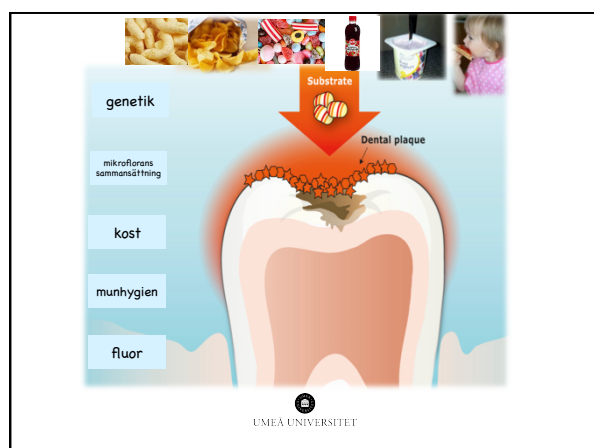 Substrate
genetik
Dental plaque
mikroflorans
sammansättning
kost
munhygien
fluor
UMEÅ UNIVERSITET